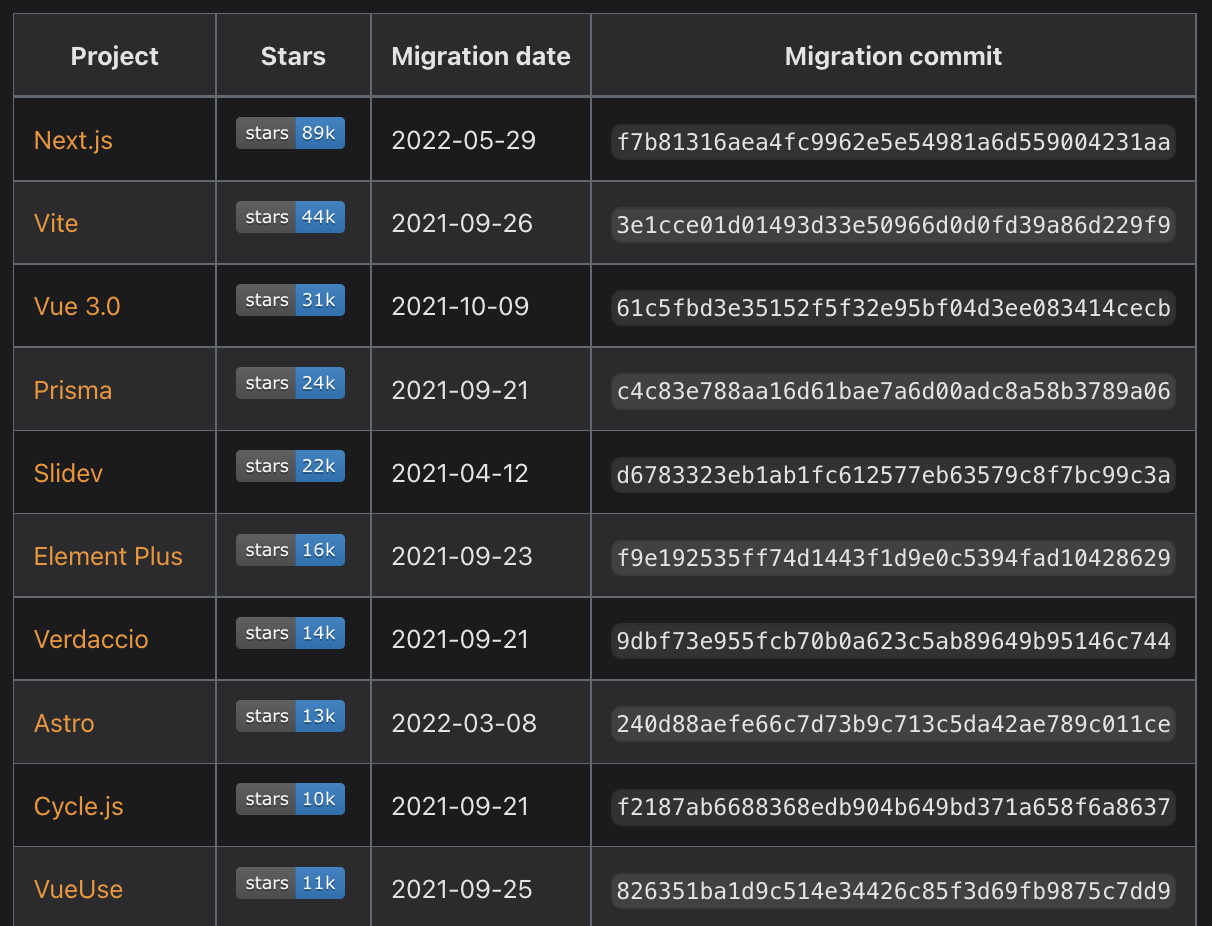 Project Stars Migration date Migration commit
Next.js stars 89k 2022-05-29 f7b81316aea4fc9962e5e54981a6d559004231aa
Vite stars 44k 2021-09-26 3e1cce01d01493d33e50966d0d0fd39a86d229f9
Vue 3.0 stars 31k 2021-10-09 61c5fbd3e35152f5f32e95bf04d3ee083414cecb
Prisma stars 24k 2021-09-21 c4c83e788aa16d61bae7a6d00adc8a58b3789a06
Slidev stars 22k 2021-04-12 d6783323eb1ab1fc612577eb63579c8f7bc99c3a
Element Plus stars 16k 2021-09-23 f9e192535ff74d1443f1d9e0c5394fad10428629
Verdaccio stars 14k 2021-09-21 9dbf73e955fcb70b0a623c5ab89649b95146c744
Astro stars 13k 2022-03-08 240d88aefe66c7d73b9c713c5da42ae789c011ce
Cycle.js stars 10k 2021-09-21 f2187ab6688368edb904b649bd371a658f6a8637
VueUse stars 11k 2021-09-25 826351ba1d9c514e34426c85f3d69fb9875c7dd9